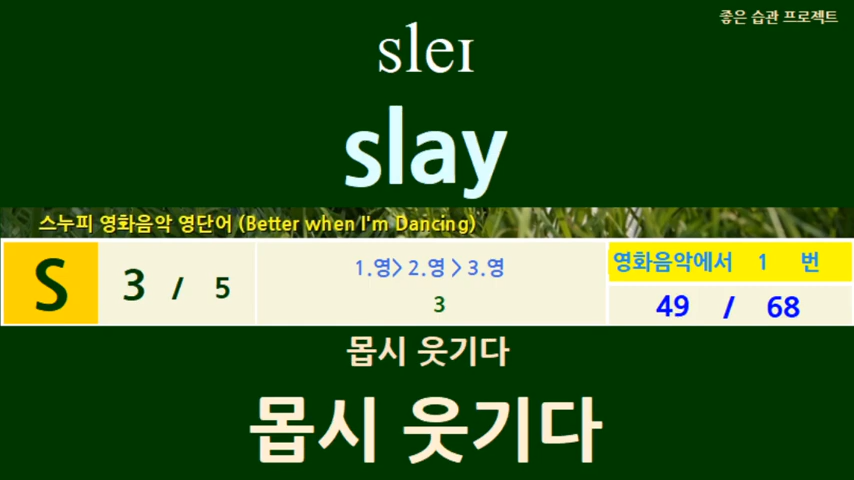 좋은 습관 프로젝트
sleɪ
slay
스누피 영화음악 영단어 (Better when I'm Dancing)
S 3 / 5
1.영> 2.영 > 3.영
3
영화음악에서 1 번
49 / 68
몹시 웃기다
몹시 웃기다